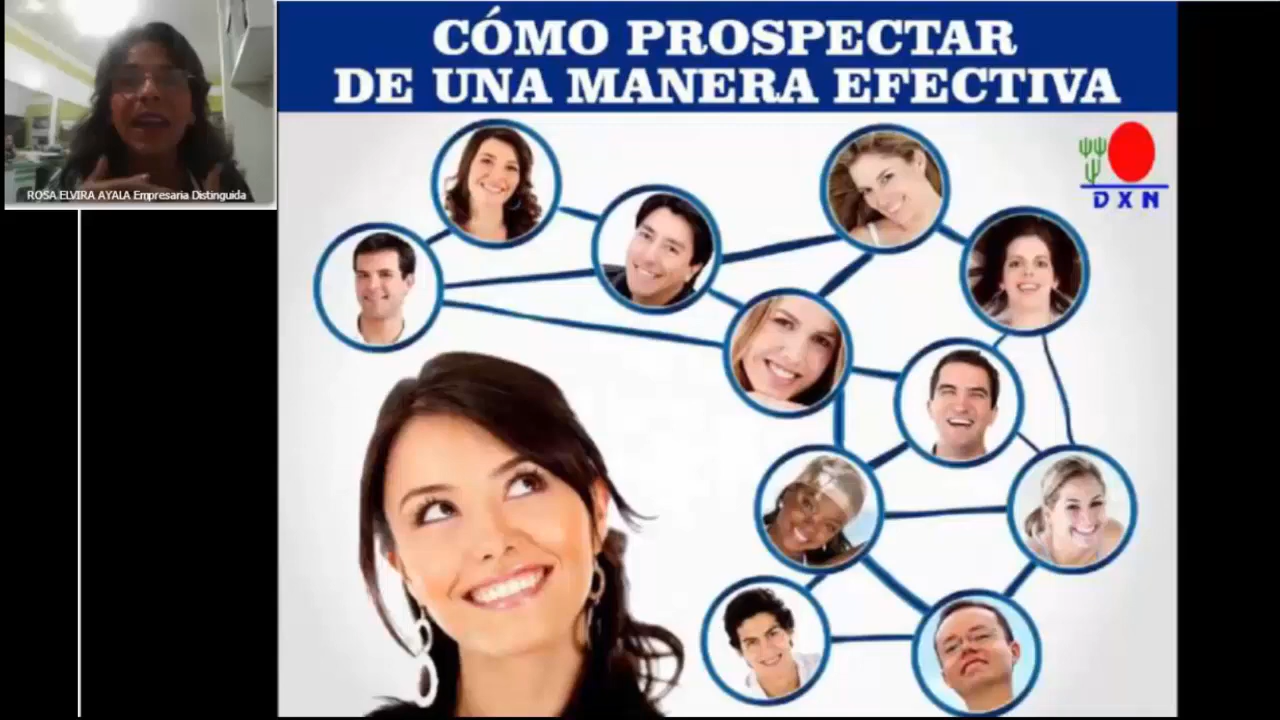 CÓMO PROSPECTAR
DE UNA MANERA EFECTIVA
DXN
ROSA ELVIRA AYALA Empresaria Distinguida